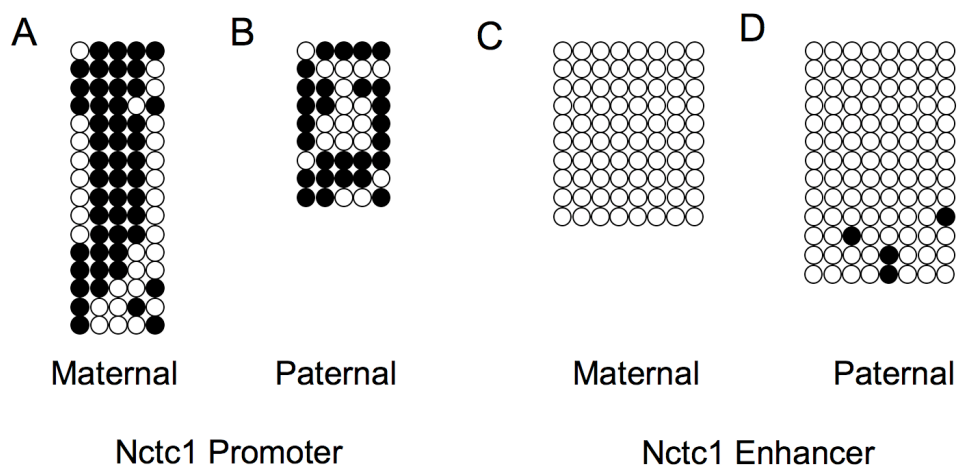 A B C D
Maternal Paternal Maternal Paternal
Nctc1 Promoter Nctc1 Enhancer